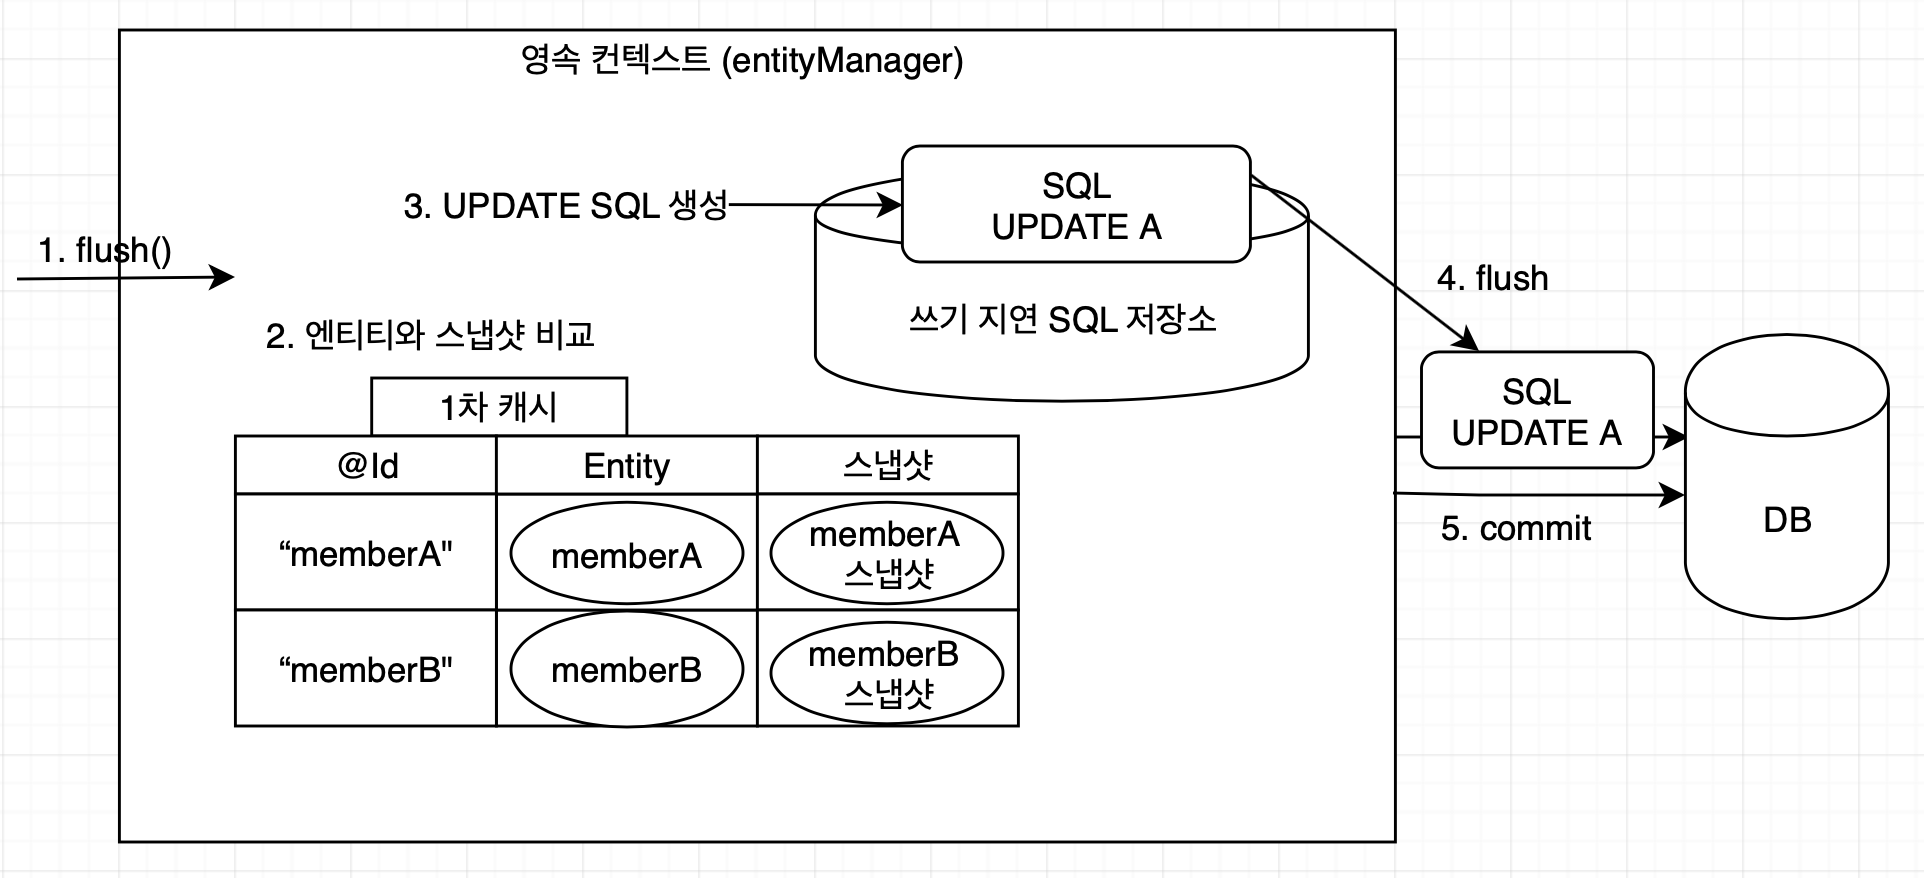 영속 컨텍스트 (entityManager)
SQL
UPDATE A
3. UPDATE SQL 생성
1. flush()
4. flush
쓰기 지연 SQL 저장소
2. 엔티티와 스냅샷 비교
1차 캐시
SQL
UPDATE A
@Id
Entity
스냅샷
DB
5. commit
“memberA"
memberA
memberA
스냅샷
“memberB"
memberB
memberB
스냅샷